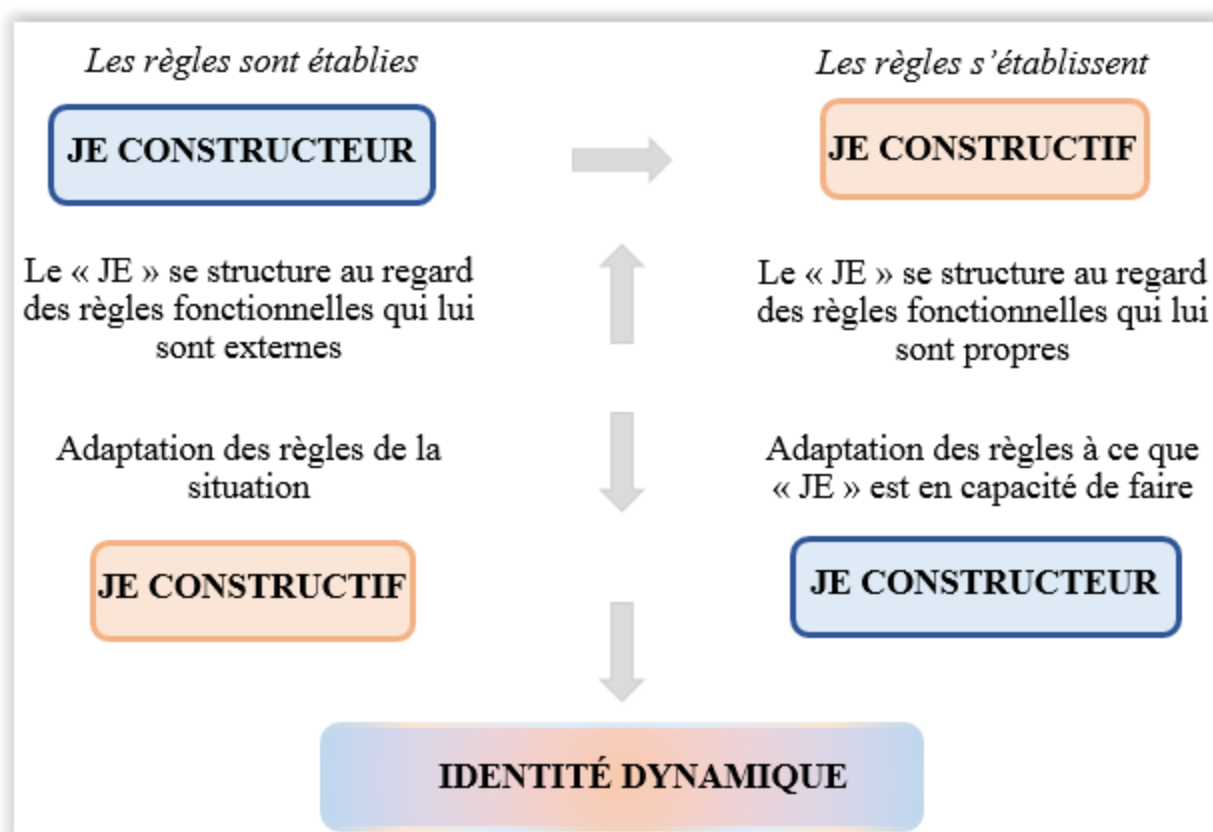 Les règles sont établies
JE CONSTRUCTEUR
Le « JE » se structure au regard
des règles fonctionnelles qui lui
sont externes
Adaptation des règles de la
situation
JE CONSTRUCTIF
Les règles s’établissent
JE CONSTRUCTIF
Le « JE » se structure au regard
des règles fonctionnelles qui lui
sont propres
Adaptation des règles à ce que
« JE » est en capacité de faire
JE CONSTRUCTEUR
IDENTITÉ DYNAMIQUE